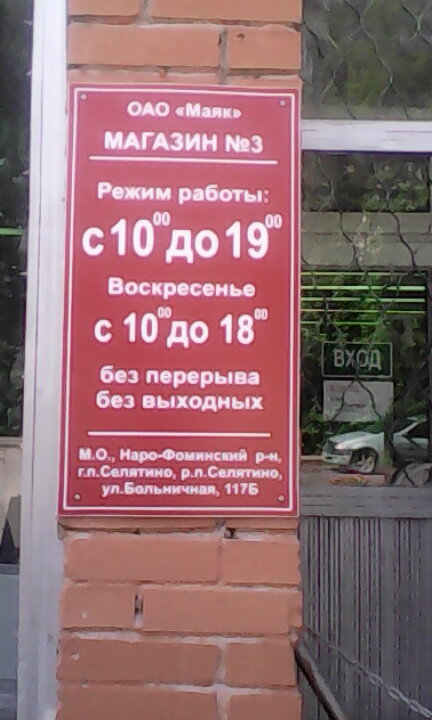 ОАО «Маяк»
МАГАЗИН №3
Режим работы:
с 10⁰⁰ до 19⁰⁰
Воскресенье
с 10⁰⁰ до 18⁰⁰
без перерыва
без выходных
М.О., Наро-Фоминский р-н,
г.п.Селятино, р.п.Селятино,
ул.Больничная, 117Б
ВХОД